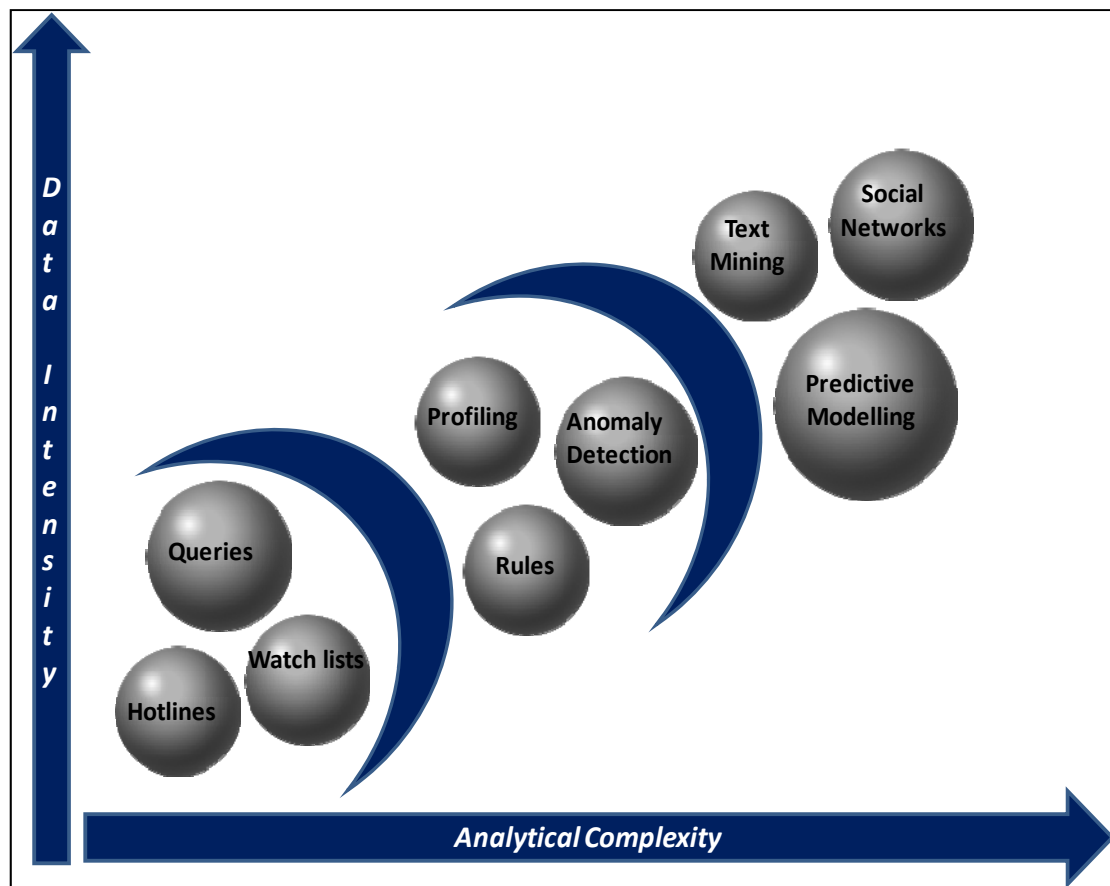 Data Intensity
Social
Networks
Text
Mining
Predictive
Modelling
Profiling
Anomaly
Detection
Rules
Queries
Watch lists
Hotlines
Analytical Complexity